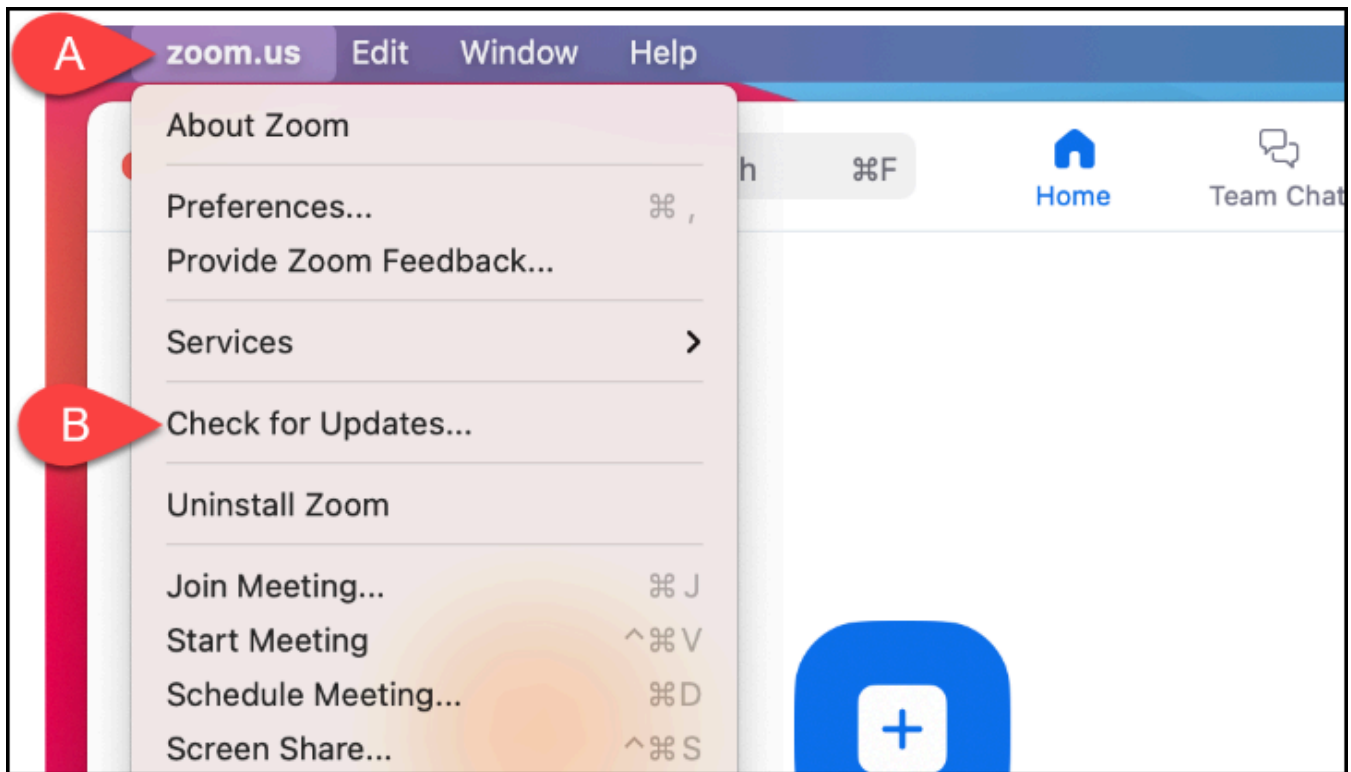 A
zoom.us Edit Window Help
About Zoom
h ⌘F
Home
Team Chat
Preferences... ⌘ ,
Provide Zoom Feedback...
Services
B
Check for Updates...
Uninstall Zoom
Join Meeting... ⌘ J
Start Meeting ^⌘ V
Schedule Meeting... ⌘ D
Screen Share... ^⌘ S